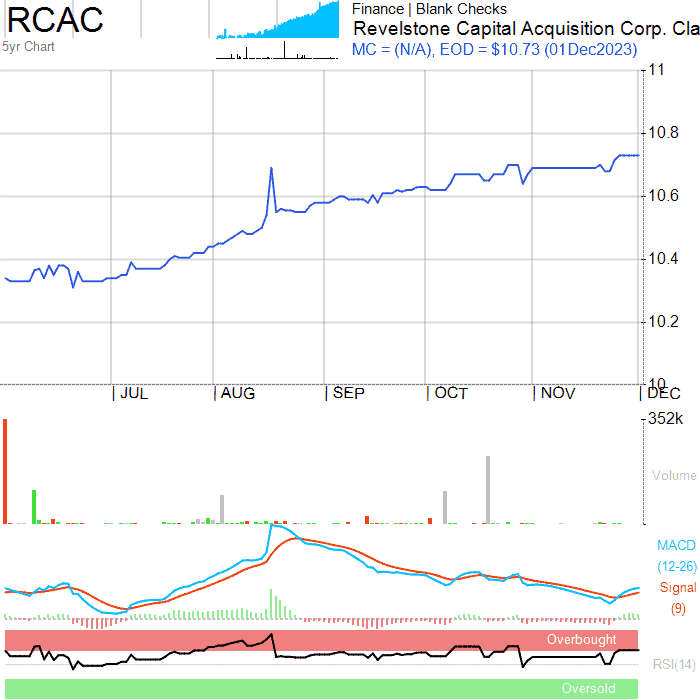 RCAC
5yr Chart
Finance | Blank Checks
Revelstone Capital Acquisition Corp. Cla
MC = (N/A), EOD = $10.73 (01Dec2023)
11
10.8
10.6
10.4
10.2
10
| JUL | AUG | SEP | OCT | NOV | DEC
352k
Volume
MACD
(12-26)
Signal
(9)
Overbought
RSI(14)
Oversold